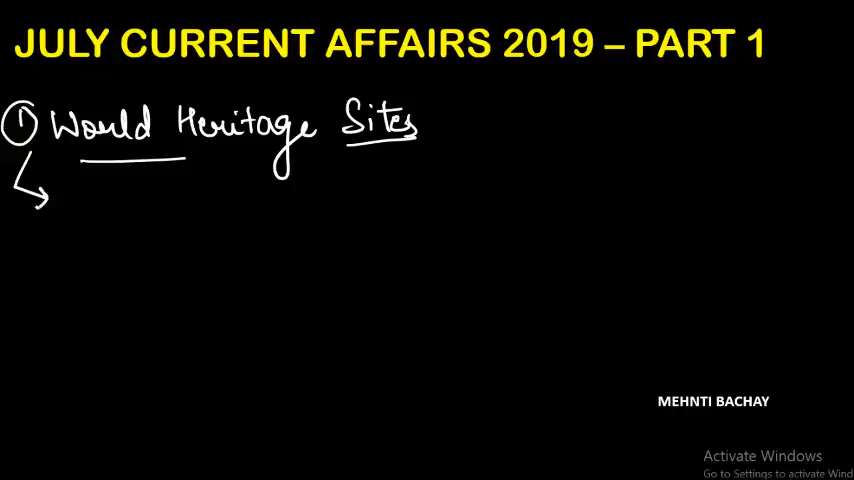 JULY CURRENT AFFAIRS 2019 – PART 1
① World Heritage Sites
MEHNTI BACHAY
Activate Windows
Go to Settings to activate Wind